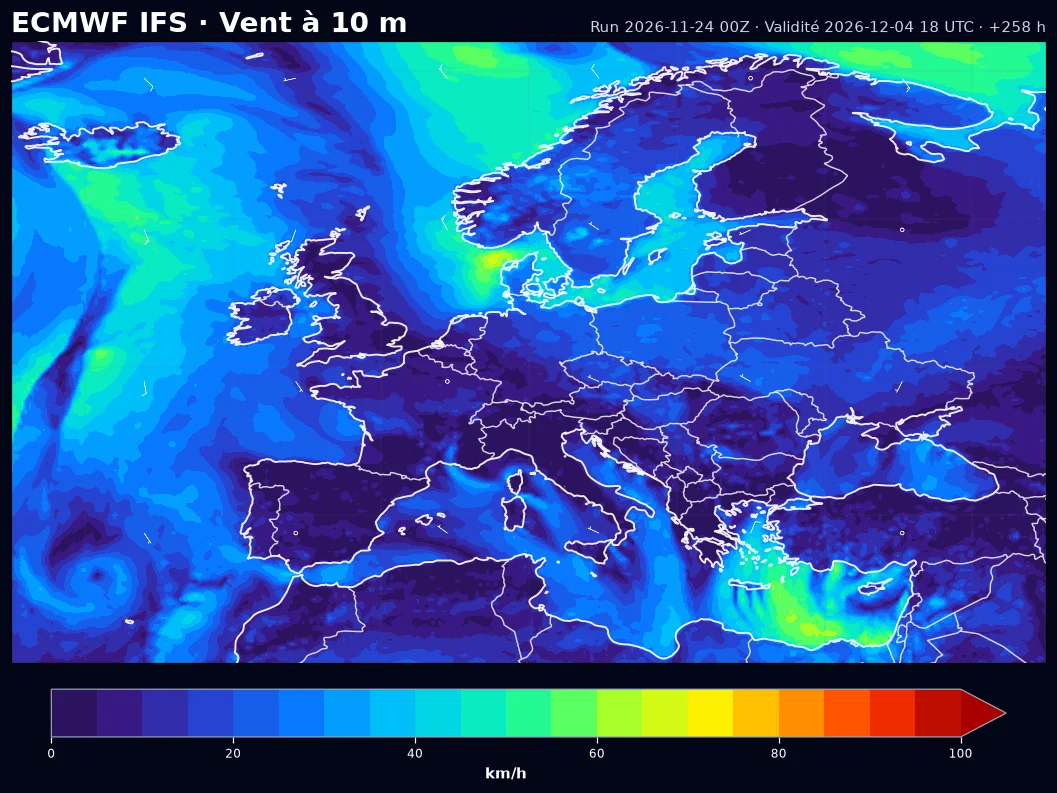 ECMWF IFS · Vent à 10 m
Run 2026-11-24 00Z · Validité 2026-12-04 18 UTC · +258 h
0 20 40 60 80 100
km/h